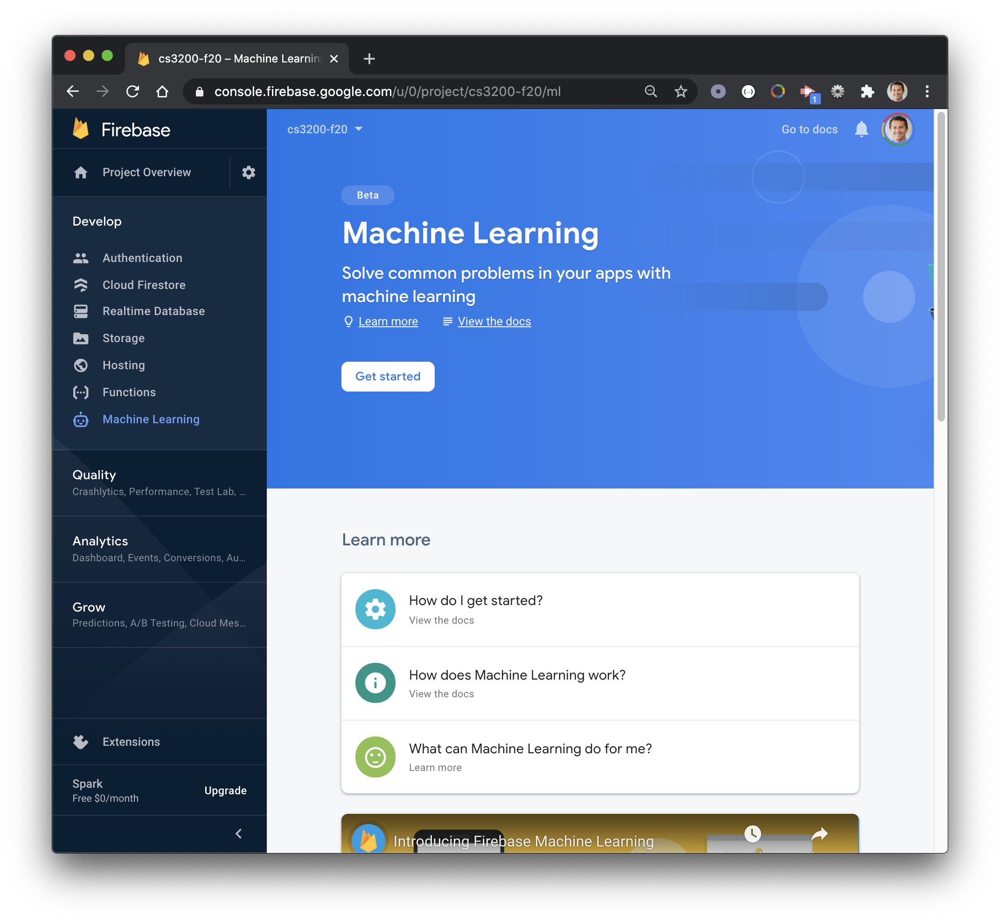 cs3200-f20 – Machine Learning
console.firebase.google.com/u/0/project/cs3200-f20/ml
1
Firebase
cs3200-f20
Go to docs
Project Overview
Beta
Machine Learning
Solve common problems in your apps with
machine learning
Learn more
View the docs
Get started
Develop
Authentication
Cloud Firestore
Realtime Database
Storage
Hosting
Functions
Machine Learning
Quality
Crashlytics, Performance, Test Lab, ...
Analytics
Dashboard, Events, Conversions, Au...
Grow
Predictions, A/B Testing, Cloud Mes...
Extensions
Spark
Free $0/month
Upgrade
Learn more
How do I get started?
View the docs
How does Machine Learning work?
View the docs
What can Machine Learning do for me?
Learn more
Introducing Firebase Machine Learning